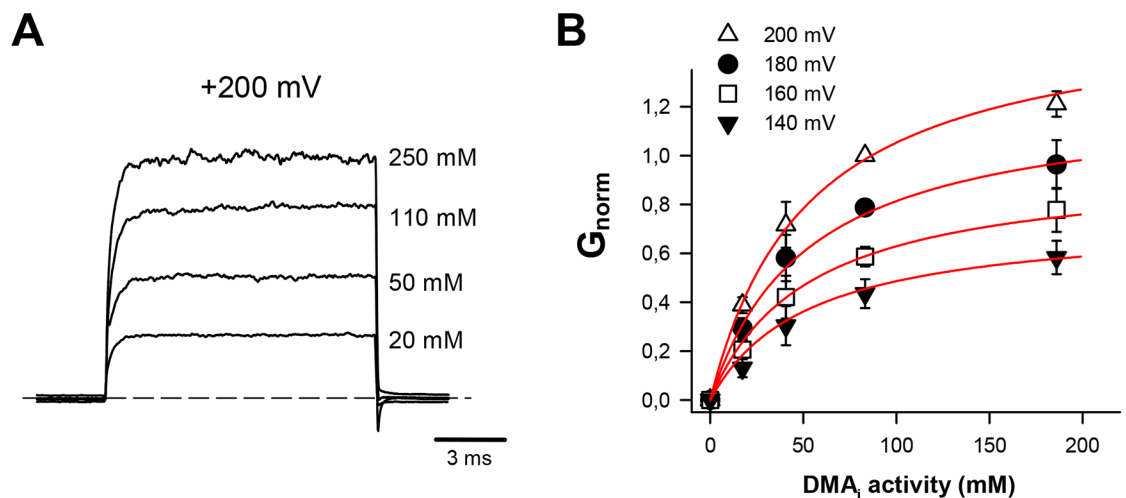 A
+200 mV
250 mM
110 mM
50 mM
20 mM
3 ms
B
200 mV
180 mV
160 mV
140 mV
1,2
1,0
0,8
0,6
0,4
0,2
0,0
Gnorm
0 50 100 150 200
DMAi activity (mM)